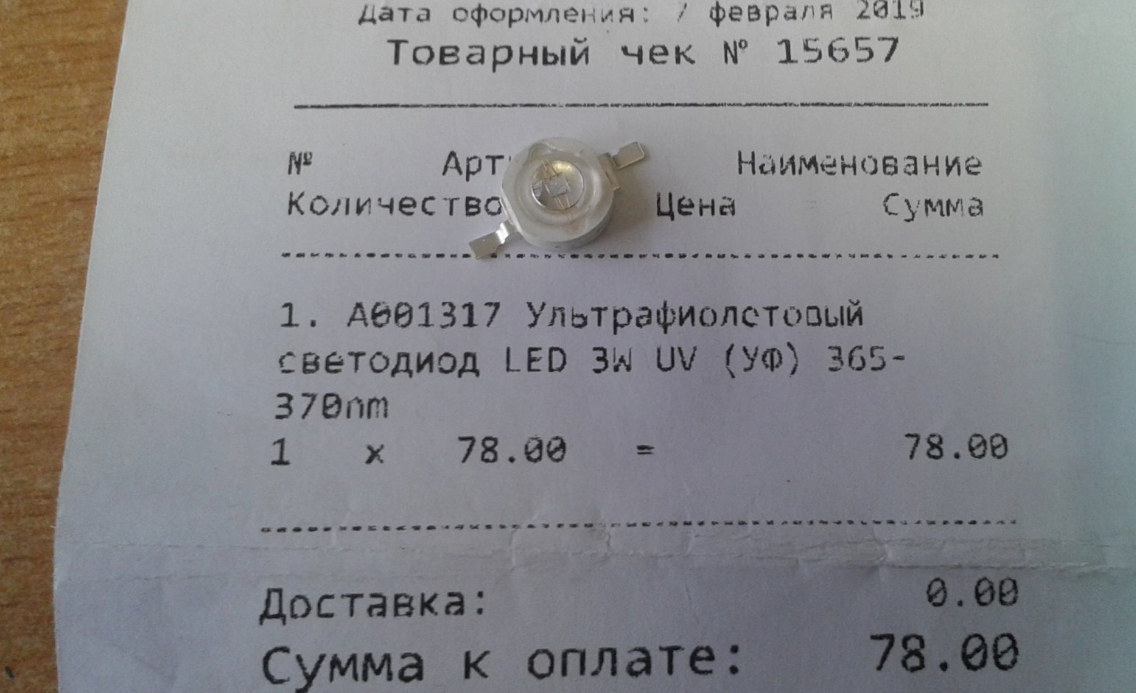 Дата оформления: 7 февраля 2019
Товарный чек № 15657
№ Арт Наименование
Количество Цена Сумма
1. A001317 Ультрафиолетовый
светодиод LED 3W UV (УФ) 365-
370nm
1 x 78.00 = 78.00
Доставка: 0.00
Сумма к оплате: 78.00